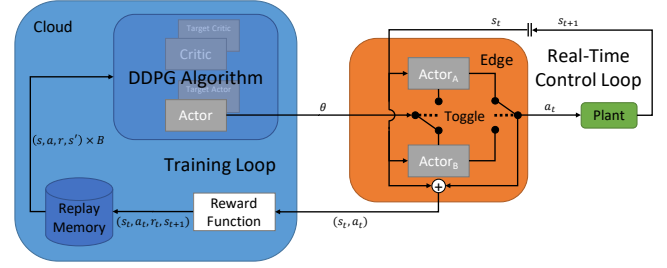 Cloud
Target Critic
Critic
DDPG Algorithm
Target Actor
Actor
(s, a, r, s′) × B
Training Loop
Replay
Memory
(s_t, a_t, r_t, s_{t+1})
Reward
Function
(s_t, a_t)
θ
s_t
s_{t+1}
Edge
Actor_A
Toggle
Actor_B
+
Real-Time
Control Loop
a_t
Plant